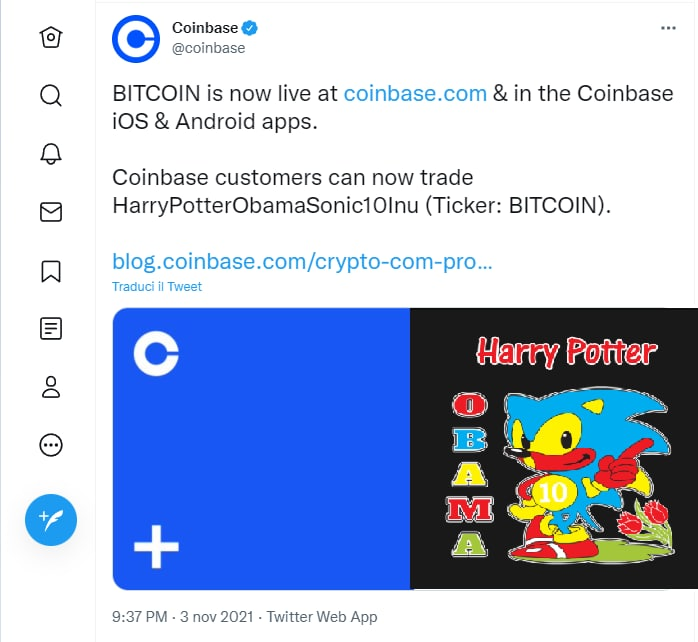 Coinbase
@coinbase
BITCOIN is now live at coinbase.com & in the Coinbase
iOS & Android apps.
Coinbase customers can now trade
HarryPotterObamaSonic10Inu (Ticker: BITCOIN).
blog.coinbase.com/crypto-com-pro...
Traduci il Tweet
Harry Potter
OBAMA
10
9:37 PM · 3 nov 2021 · Twitter Web App